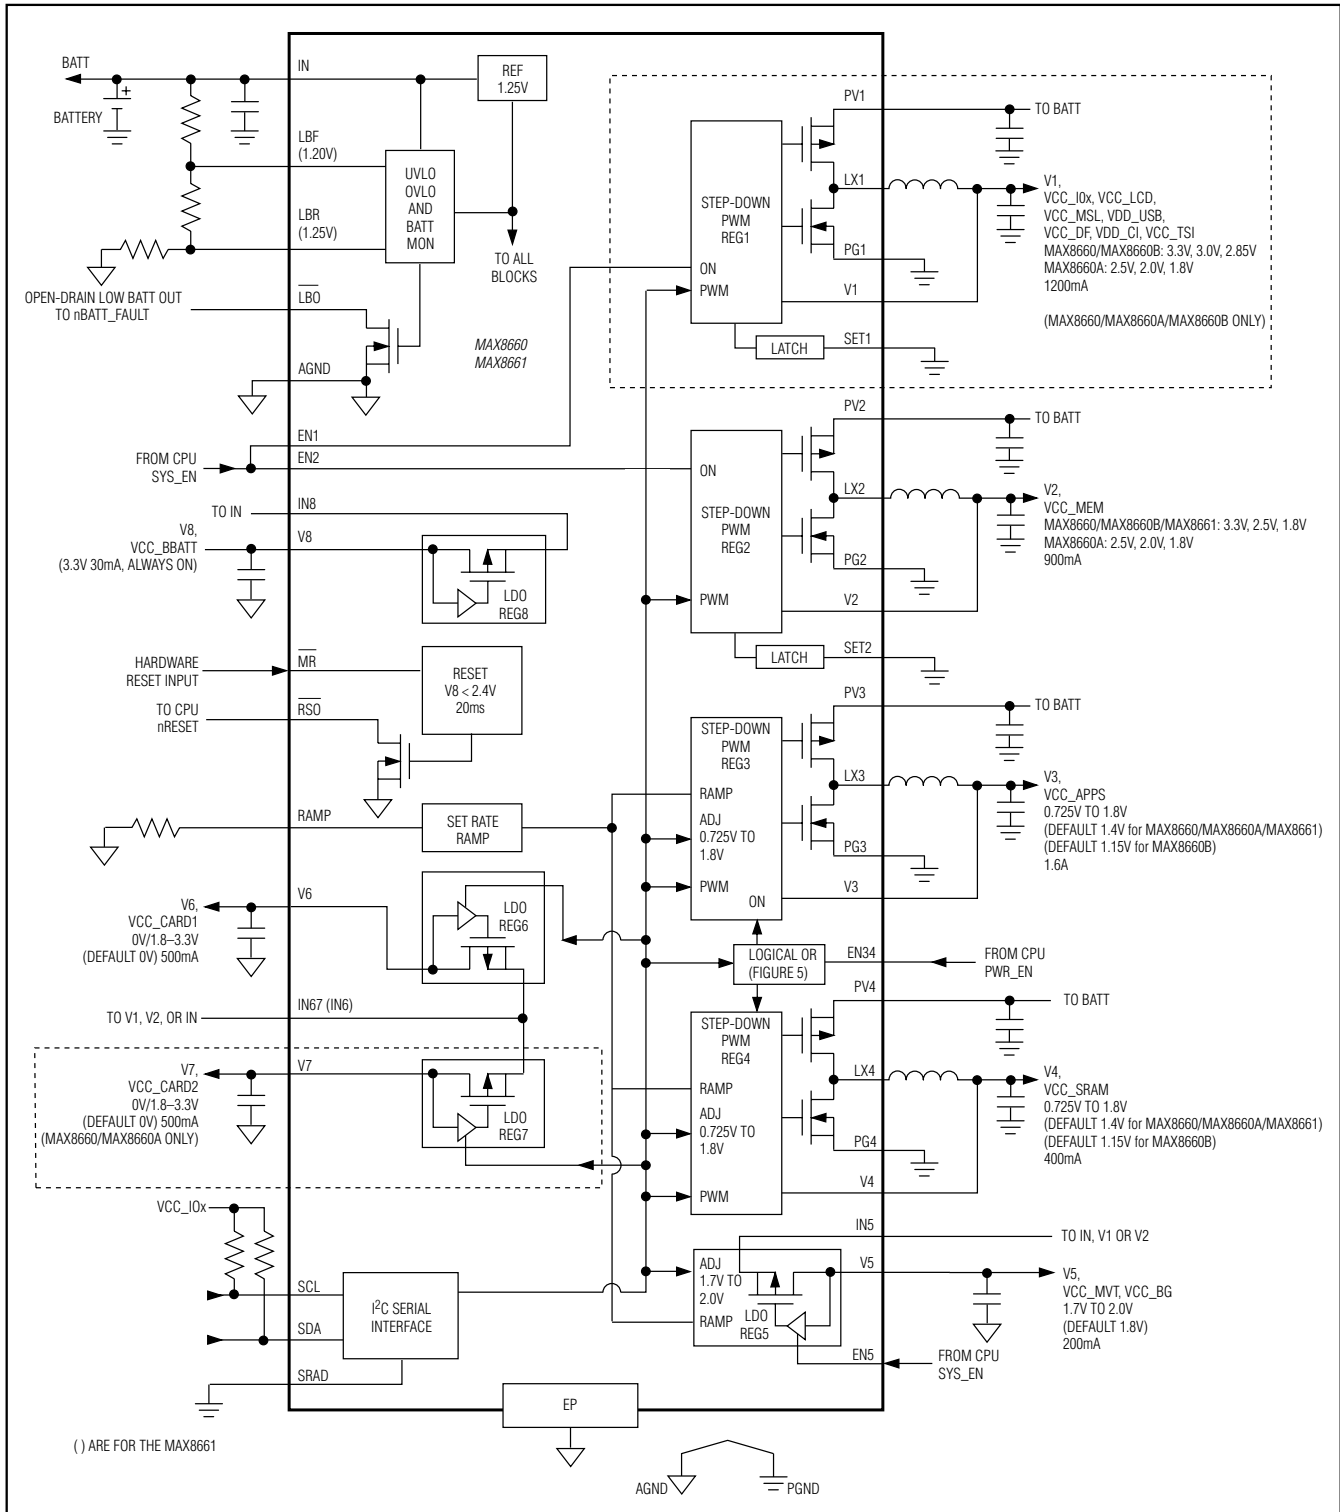 BATT
BATTERY
+
IN
REF
1.25V
LBF
(1.20V)
LBR
(1.25V)
UVLO
OVLO
AND
BATT
MON
TO ALL
BLOCKS
OPEN-DRAIN LOW BATT OUT
TO nBATT_FAULT
LBO
AGND
MAX8660
MAX8661
EN1
EN2
FROM CPU
SYS_EN
TO IN
IN8
V8,
VCC_BBATT
(3.3V 30mA, ALWAYS ON)
V8
LDO
REG8
HARDWARE
RESET INPUT
MR
RESET
V8 < 2.4V
20ms
TO CPU
nRESET
RSO
RAMP
SET RATE
RAMP
V6,
VCC_CARD1
0V/1.8–3.3V
(DEFAULT 0V) 500mA
V6
LDO
REG6
TO V1, V2, OR IN
IN67 (IN6)
V7,
VCC_CARD2
0V/1.8–3.3V
(DEFAULT 0V) 500mA
(MAX8660/MAX8660A ONLY)
V7
LDO
REG7
VCC_IOx
SCL
SDA
SRAD
I2C SERIAL
INTERFACE
EP
( ) ARE FOR THE MAX8661
AGND
PGND
STEP-DOWN
PWM
REG1
ON
PWM
LATCH
PV1
LX1
PG1
V1
SET1
TO BATT
V1,
VCC_I0x, VCC_LCD,
VCC_MSL, VDD_USB,
VCC_DF, VDD_CI, VCC_TSI
MAX8660/MAX8660B: 3.3V, 3.0V, 2.85V
MAX8660A: 2.5V, 2.0V, 1.8V
1200mA
(MAX8660/MAX8660A/MAX8660B ONLY)
ON
STEP-DOWN
PWM
REG2
PWM
LATCH
PV2
LX2
PG2
V2
SET2
TO BATT
V2,
VCC_MEM
MAX8660/MAX8660B/MAX8661: 3.3V, 2.5V, 1.8V
MAX8660A: 2.5V, 2.0V, 1.8V
900mA
STEP-DOWN
PWM
REG3
RAMP
ADJ
0.725V TO
1.8V
PWM
ON
PV3
LX3
PG3
V3
TO BATT
V3,
VCC_APPS
0.725V TO 1.8V
(DEFAULT 1.4V for MAX8660/MAX8660A/MAX8661)
(DEFAULT 1.15V for MAX8660B)
1.6A
LOGICAL OR
(FIGURE 5)
EN34
FROM CPU
PWR_EN
STEP-DOWN
PWM
REG4
RAMP
ADJ
0.725V TO
1.8V
PWM
PV4
LX4
PG4
V4
TO BATT
V4,
VCC_SRAM
0.725V TO 1.8V
(DEFAULT 1.4V for MAX8660/MAX8660A/MAX8661)
(DEFAULT 1.15V for MAX8660B)
400mA
IN5
TO IN, V1 OR V2
ADJ
1.7V TO
2.0V
RAMP
LDO
REG5
V5
EN5
V5,
VCC_MVT, VCC_BG
1.7V TO 2.0V
(DEFAULT 1.8V)
200mA
FROM CPU
SYS_EN